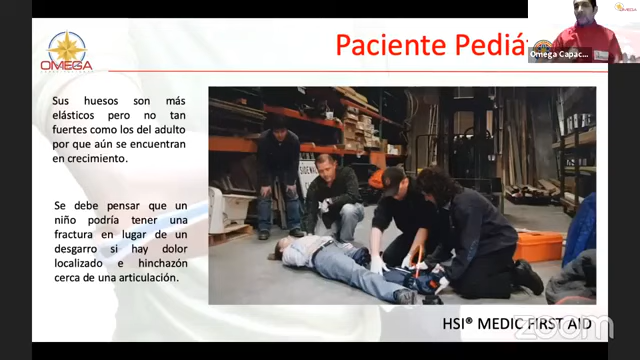 OMEGA
Paciente Pediát
Omega Capac...
Sus huesos son más
elásticos pero no tan
fuertes como los del adulto
por que aún se encuentran
en crecimiento.
Se debe pensar que un
niño podría tener una
fractura en lugar de un
desgarro si hay dolor
localizado e hinchazón
cerca de una articulación.
HSI® MEDIC FIRST AID
zoom